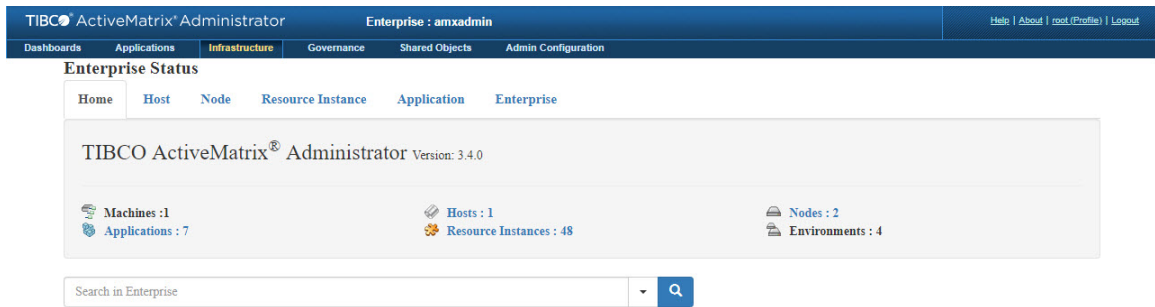 TIBCO® ActiveMatrix® Administrator Enterprise : amxadmin Help | About | root (Profile) | Logout
Dashboards Applications Infrastructure Governance Shared Objects Admin Configuration
Enterprise Status
Home Host Node Resource Instance Application Enterprise
TIBCO ActiveMatrix® Administrator Version: 3.4.0
Machines :1 Hosts : 1 Nodes : 2
Applications : 7 Resource Instances : 48 Environments : 4
Search in Enterprise